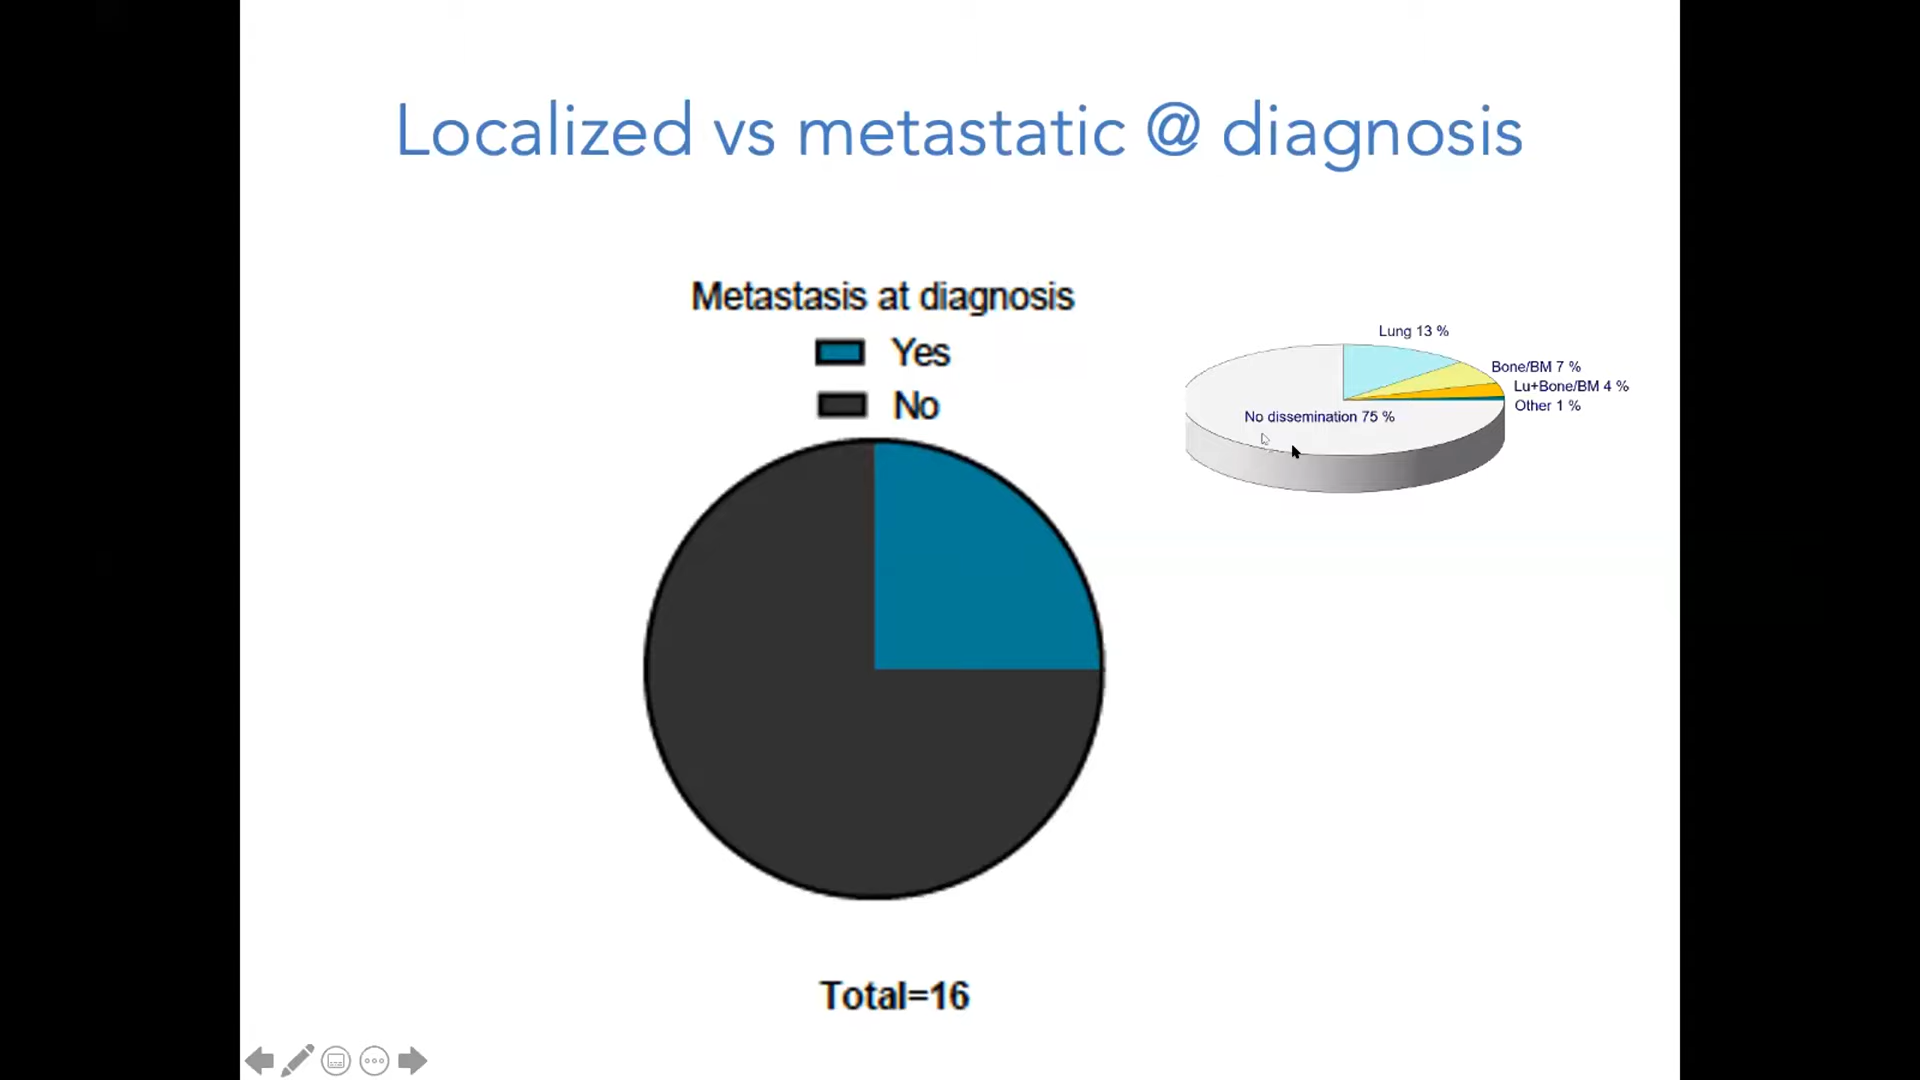 Localized vs metastatic @ diagnosis
Metastasis at diagnosis
Yes
No
Total=16
Lung 13 %
Bone/BM 7 %
Lu+Bone/BM 4 %
Other 1 %
No dissemination 75 %